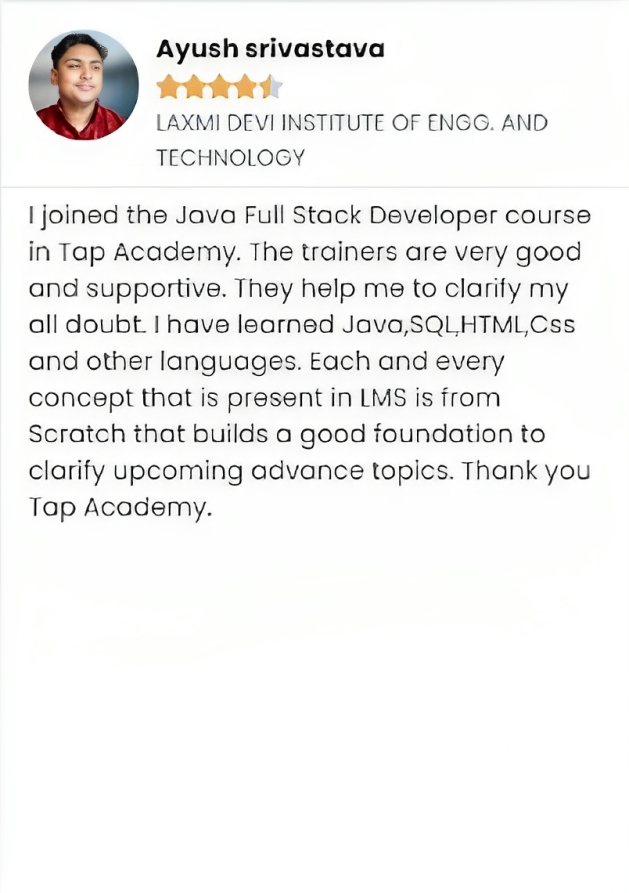 Ayush srivastava
LAXMI DEVI INSTITUTE OF ENGG. AND
TECHNOLOGY
I joined the Java Full Stack Developer course
in Tap Academy. The trainers are very good
and supportive. They help me to clarify my
all doubt. I have learned Java,SQL,HTML,Css
and other languages. Each and every
concept that is present in LMS is from
Scratch that builds a good foundation to
clarify upcoming advance topics. Thank you
Tap Academy.